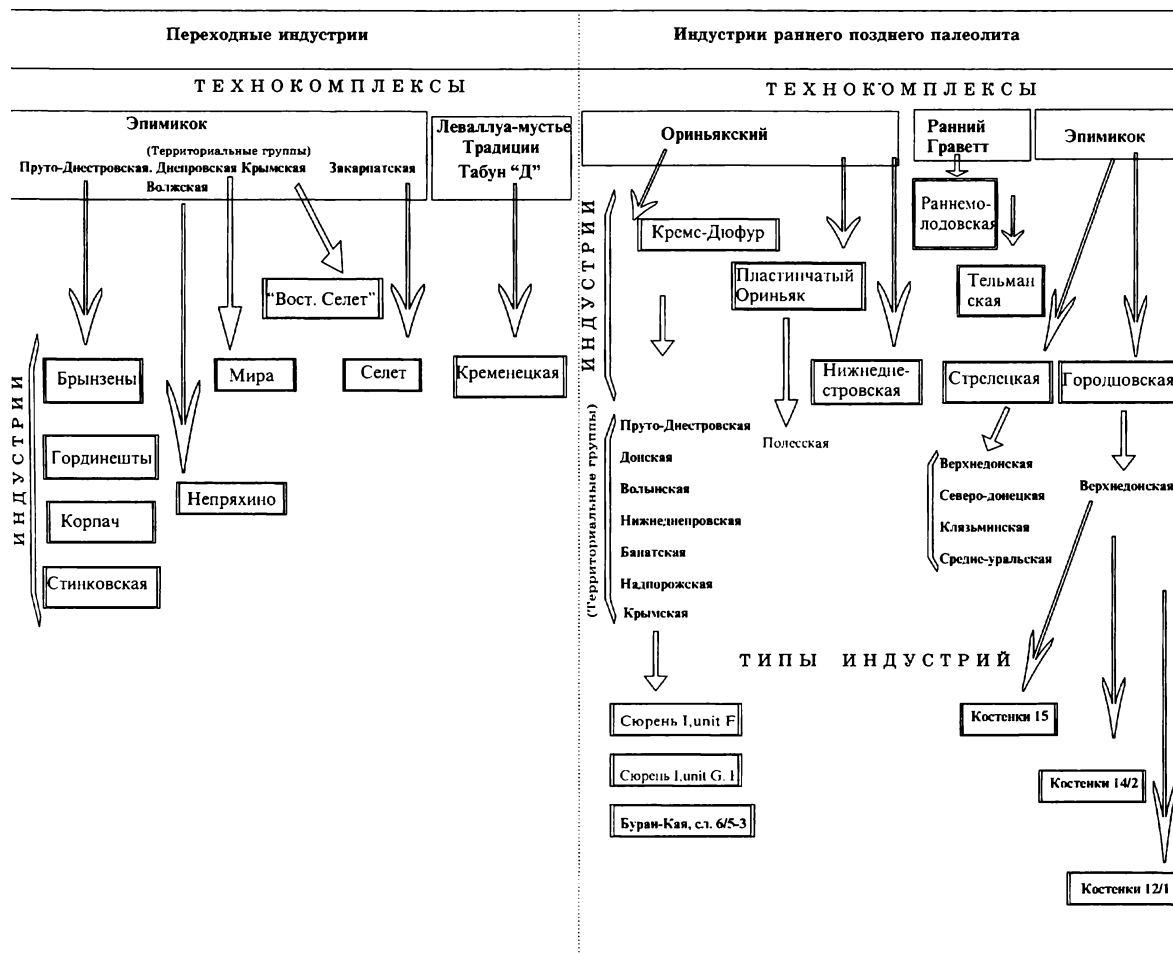 Переходные индустрии
Индустрии раннего позднего палеолита
ТЕХНОКОМПЛЕКСЫ
ТЕХНОКОМПЛЕКСЫ
Эпимикок
(Территориальные группы)
Пруто-Днестровская. Днепровская Крымская Закарпатская
Волжская
Леваллуа-мустье
Традиции
Табун “Д”
Ориньякский
Ранний
Граветт
Эпимикок
ИНДУСТРИИ
Брынзены
Гординешты
Корпач
Стинковская
Непряхино
Мира
“Вост. Селет”
Селет
Кременецкая
ИНДУСТРИИ
Кремс-Дюфур
Пластинчатый
Ориньяк
Нижнедне-
стровская
Раннемо-
лодовская
Тельман
ская
Стрелецкая
Городцовская
(Территориальные группы)
Пруто-Днестровская
Донская
Волынская
Нижнеднепровская
Банатская
Надпорожская
Крымская
Полесская
Верхнедонская
Северо-донецкая
Клязьминская
Средне-уральская
Верхнедонская
ТИПЫ ИНДУСТРИЙ
Сюрень I,unit F
Сюрень I,unit G.
Буран-Кая, сл. 6/5-3
Костенки 15
Костенки 14/2
Костенки 12/1